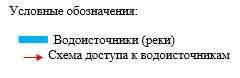 Условные обозначения:
Водоисточники (реки)
Схема доступа к водоисточникам